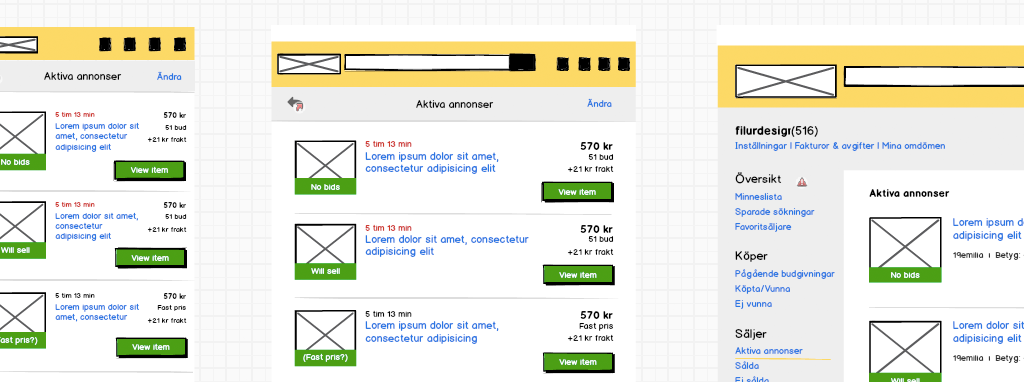 Aktiva annonser
Ändra
5 tim 13 min
570 kr
Lorem ipsum dolor sit
51 bud
amet, consectetur
+21 kr frakt
adipisicing elit
No bids
View item
5 tim 13 min
570 kr
Lorem dolor sit amet,
51 bud
consectetur
+21 kr frakt
adipisicing elit
Will sell
View item
5 tim 13 min
570 kr
Lorem ipsum dolor sit
Fast pris
amet, consectetur
+21 kr frakt
Fast pris?)
View item
Aktiva annonser
Ändra
5 tim 13 min
570 kr
Lorem ipsum dolor sit amet,
51 bud
consectetur adipisicing elit
+21 kr frakt
No bids
View item
5 tim 13 min
570 kr
Lorem dolor sit amet, consectetur
51 bud
adipisicing elit
+21 kr frakt
Will sell
View item
5 tim 13 min
570 kr
Lorem ipsum dolor sit amet,
Fast pris
consectetur adipisicing
+21 kr frakt
(Fast pris?)
View item
filurdesign(516)
Inställningar | Fakturor & avgifter | Mina omdömen
Översikt
Minneslista
Sparade sökningar
Favoritsäljare
Köper
Pågående budgivningar
Köpta/Vunna
Ej vunna
Säljer
Aktiva annonser
Sålda
Ej sålda
Aktiva annonser
Lorem ipsum d
adipisicing elit
19emilia | Betyg:
No bids
Lorem dolor sit
adipisicing elit
19emilia | Betyg:
Will sell